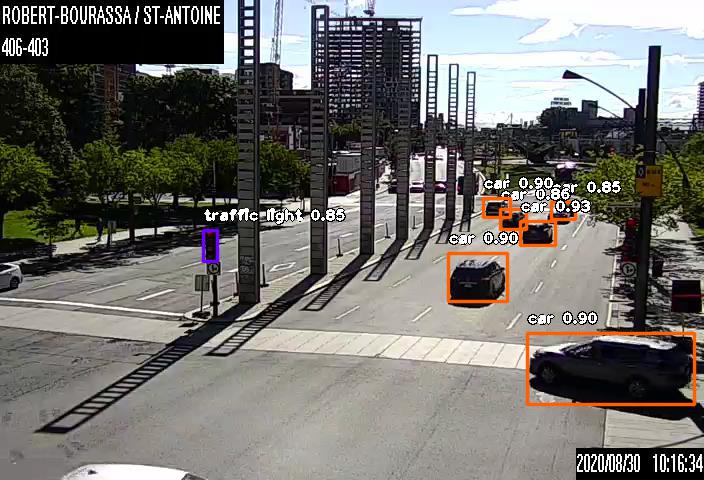 ROBERT-BOURASSA / ST-ANTOINE
406-403
car 0.90
car 0.85
car 0.86
car 0.93
traffic light 0.85
car 0.90
car 0.90
2020/08/30 10:16:34